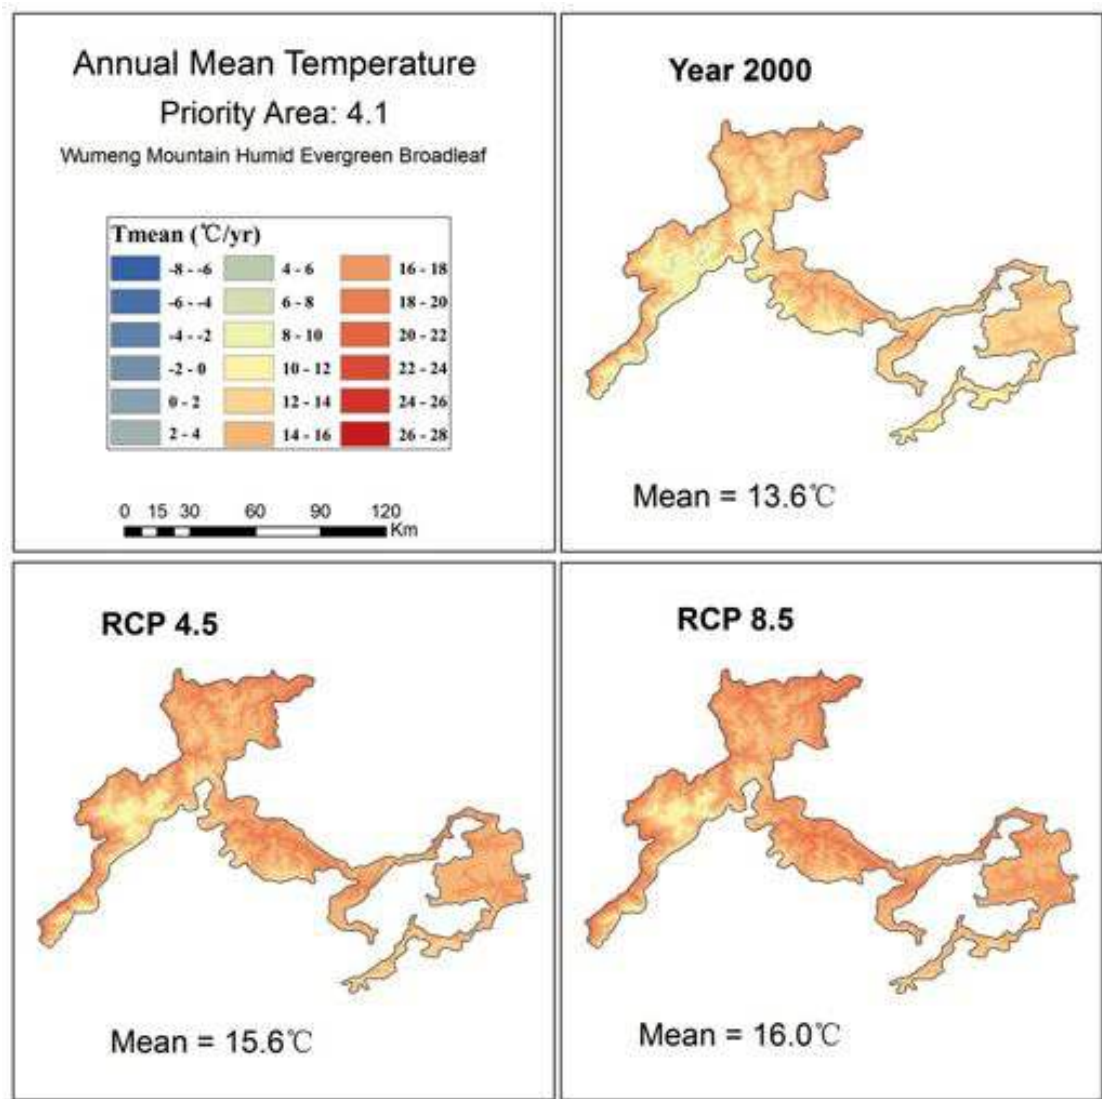 Annual Mean Temperature
Priority Area: 4.1
Wumeng Mountain Humid Evergreen Broadleaf
Tmean (℃/yr)
-8 - -6 4 - 6 16 - 18
-6 - -4 6 - 8 18 - 20
-4 - -2 8 - 10 20 - 22
-2 - 0 10 - 12 22 - 24
0 - 2 12 - 14 24 - 26
2 - 4 14 - 16 26 - 28
0 15 30 60 90 120
Km
Year 2000
Mean = 13.6℃
RCP 4.5
Mean = 15.6℃
RCP 8.5
Mean = 16.0℃